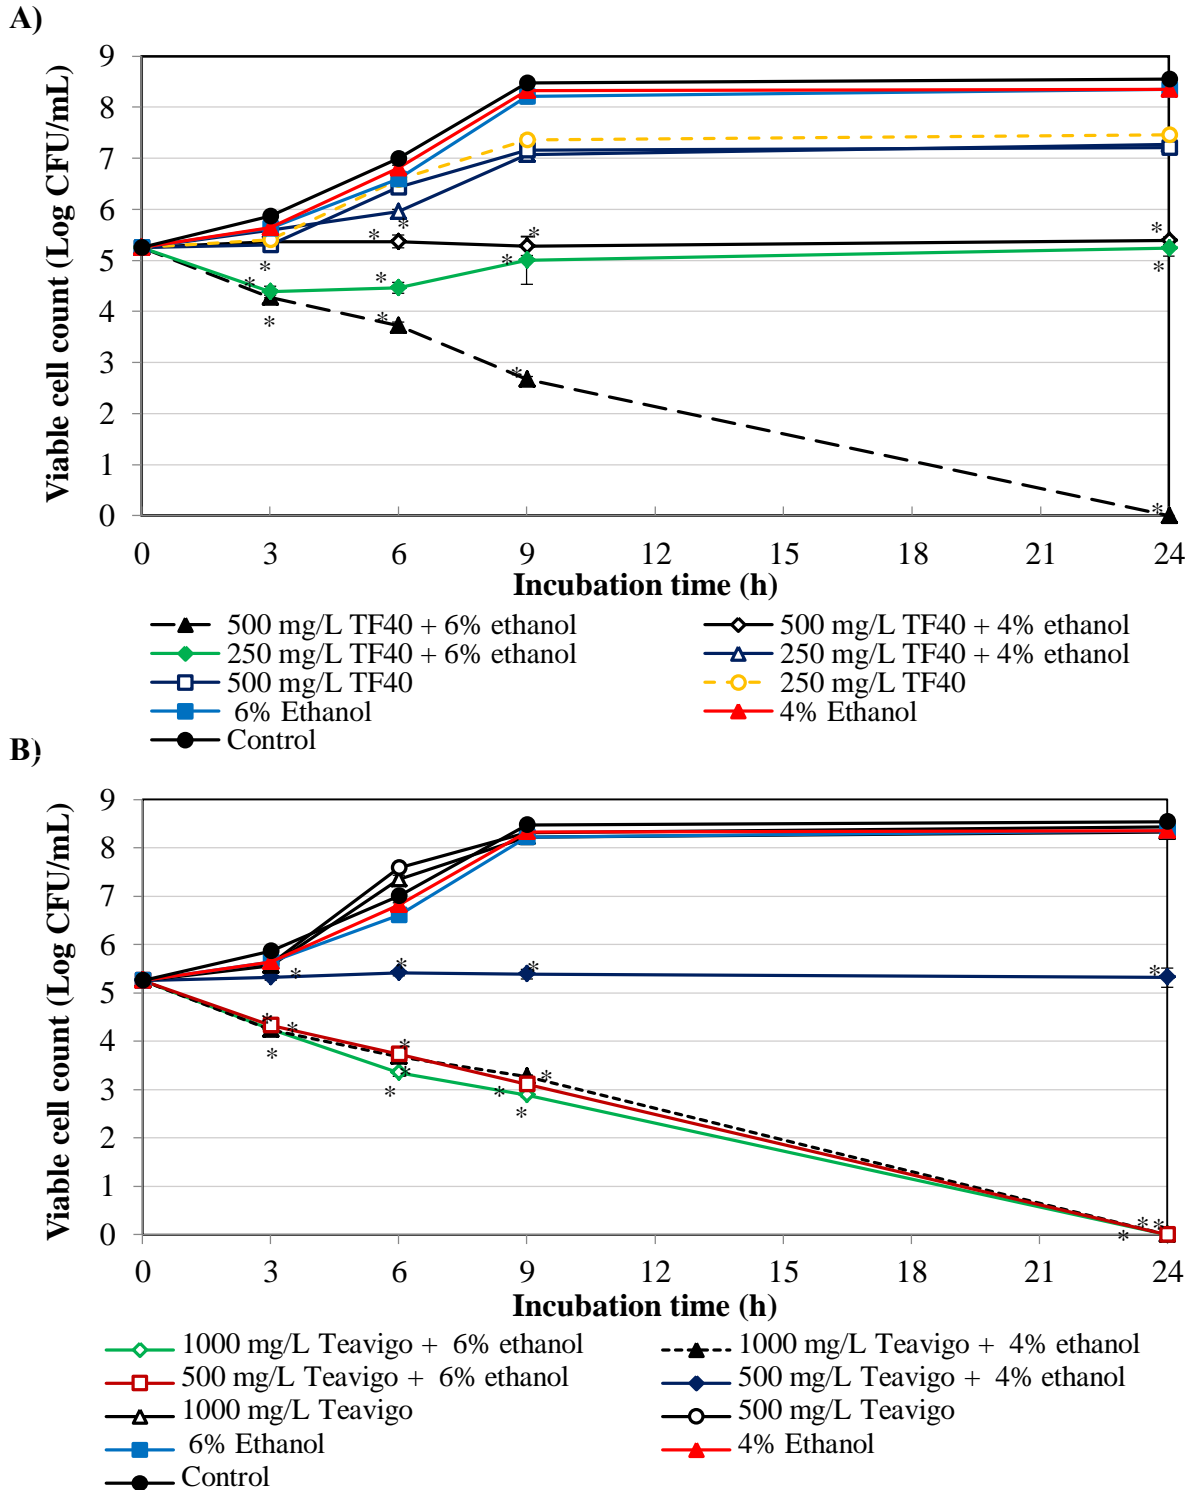 A)
Viable cell count (Log CFU/mL)
9
8
7
6
5
4
3
2
1
0
* * * * *
* * * * *
* * * *
0 3 6 9 12 15 18 21 24
Incubation time (h)
500 mg/L TF40 + 6% ethanol 500 mg/L TF40 + 4% ethanol
250 mg/L TF40 + 6% ethanol 250 mg/L TF40 + 4% ethanol
500 mg/L TF40 250 mg/L TF40
6% Ethanol 4% Ethanol
Control
B)
Viable cell count (Log CFU/mL)
9
8
7
6
5
4
3
2
1
0
* * * *
* * * * * *
* * * * * *
0 3 6 9 12 15 18 21 24
Incubation time (h)
1000 mg/L Teavigo + 6% ethanol 1000 mg/L Teavigo + 4% ethanol
500 mg/L Teavigo + 6% ethanol 500 mg/L Teavigo + 4% ethanol
1000 mg/L Teavigo 500 mg/L Teavigo
6% Ethanol 4% Ethanol
Control